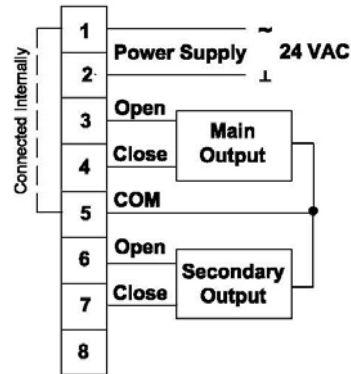 1
~
Power Supply
24 VAC
2
⊥
Connected Internally
3
Open
Main
Output
4
Close
5
COM
6
Open
Secondary
Output
7
Close
8